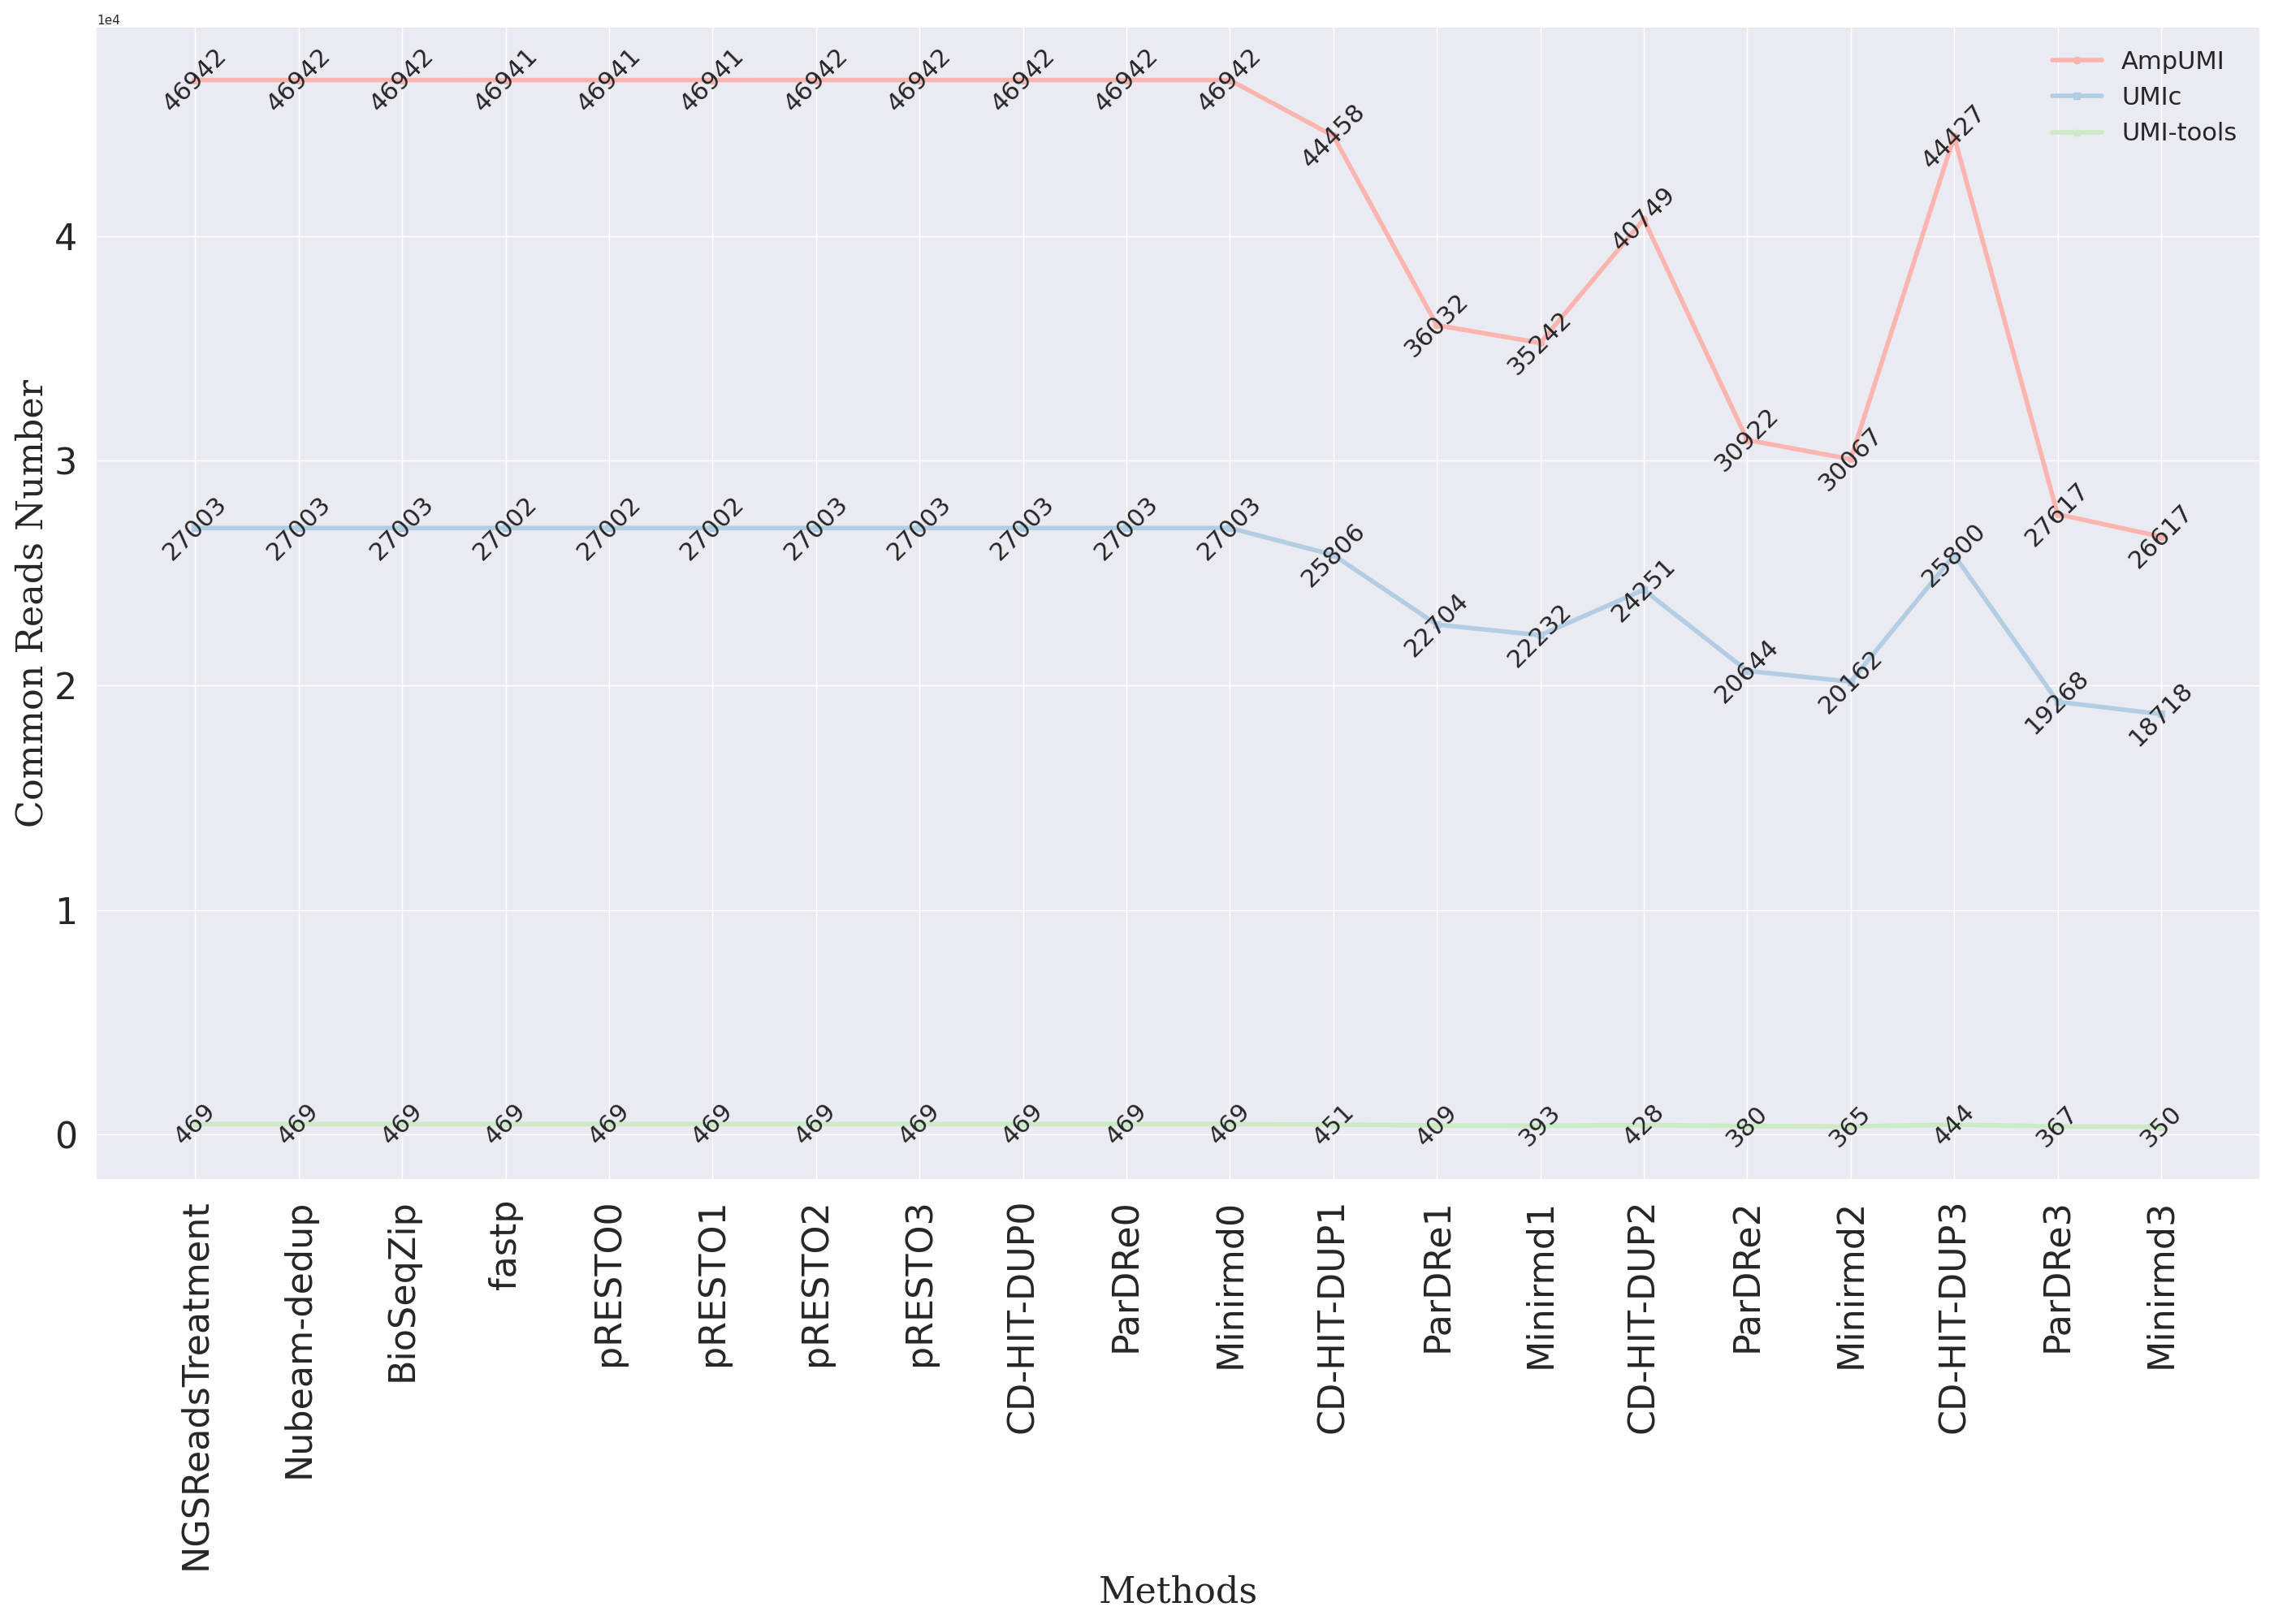 1e4
AmpUMI
UMIc
UMI-tools
4
3
2
1
0
Common Reads Number
46942
46942
46942
46941
46941
46941
46942
46942
46942
46942
46942
44458
36032
35242
40749
30922
30067
44427
27617
26617
27003
27003
27003
27002
27002
27002
27003
27003
27003
27003
27003
25806
22704
22232
24251
20644
20162
25800
19268
18718
469
469
469
469
469
469
469
469
469
469
469
451
409
393
428
380
365
444
367
350
NGSReadsTreatment
Nubeam-dedup
BioSeqZip
fastp
pRESTO0
pRESTO1
pRESTO2
pRESTO3
CD-HIT-DUP0
ParDRe0
Minirmd0
CD-HIT-DUP1
ParDRe1
Minirmd1
CD-HIT-DUP2
ParDRe2
Minirmd2
CD-HIT-DUP3
ParDRe3
Minirmd3
Methods